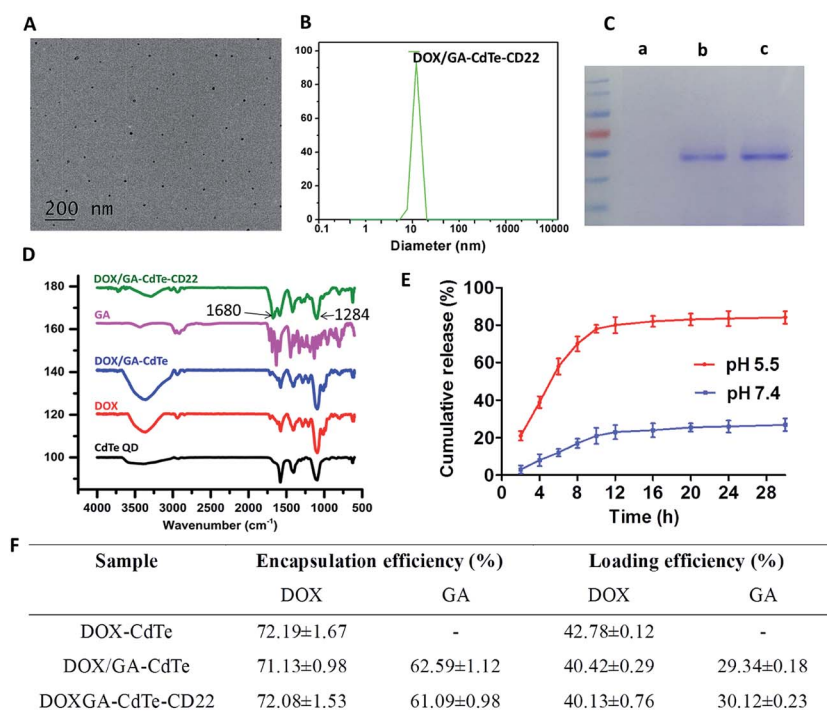 A
200 nm
B
DOX/GA-CdTe-CD22
100
80
60
40
20
0
0.1 1 10 100 1000 10000
Diameter (nm)
C
a b c
D
DOX/GA-CdTe-CD22
GA
DOX/GA-CdTe
DOX
CdTe QD
1680
1284
180
160
140
120
100
4000 3500 3000 2500 2000 1500 1000 500
Wavenumber (cm-1)
E
Cumulative release (%)
100
80
60
40
20
0
pH 5.5
pH 7.4
0 4 8 12 16 20 24 28
Time (h)
F
Sample Encapsulation efficiency (%) Loading efficiency (%)
DOX GA DOX GA
DOX-CdTe 72.19±1.67 - 42.78±0.12 -
DOX/GA-CdTe 71.13±0.98 62.59±1.12 40.42±0.29 29.34±0.18
DOXGA-CdTe-CD22 72.08±1.53 61.09±0.98 40.13±0.76 30.12±0.23